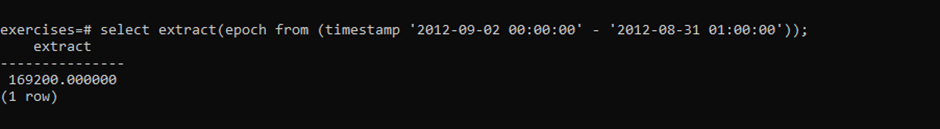 exercises=# select extract(epoch from (timestamp '2012-09-02 00:00:00' - '2012-08-31 01:00:00'));
    extract
---------------
 169200.000000
(1 row)